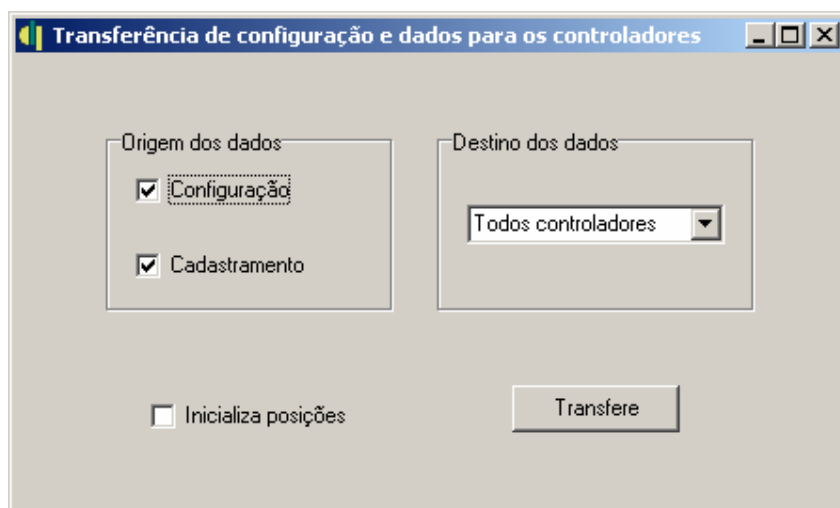 Transferência de configuração e dados para os controladores
Origem dos dados
Configuração
Cadastramento
Destino dos dados
Todos controladores
Inicializa posições
Transfere